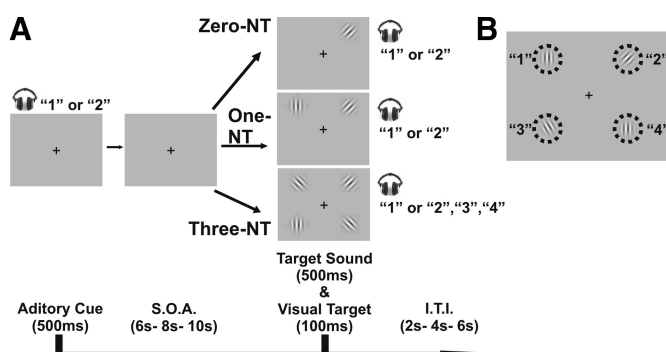 A
B
Zero-NT
"1" or "2"
"1" or "2"
One-
NT
"1" or "2"
Three-NT
"1" or "2","3","4"
"1"
"2"
"3"
"4"
Target Sound
(500ms)
&
Aditory Cue
(500ms)
S.O.A.
(6s- 8s- 10s)
Visual Target
(100ms)
I.T.I.
(2s- 4s- 6s)